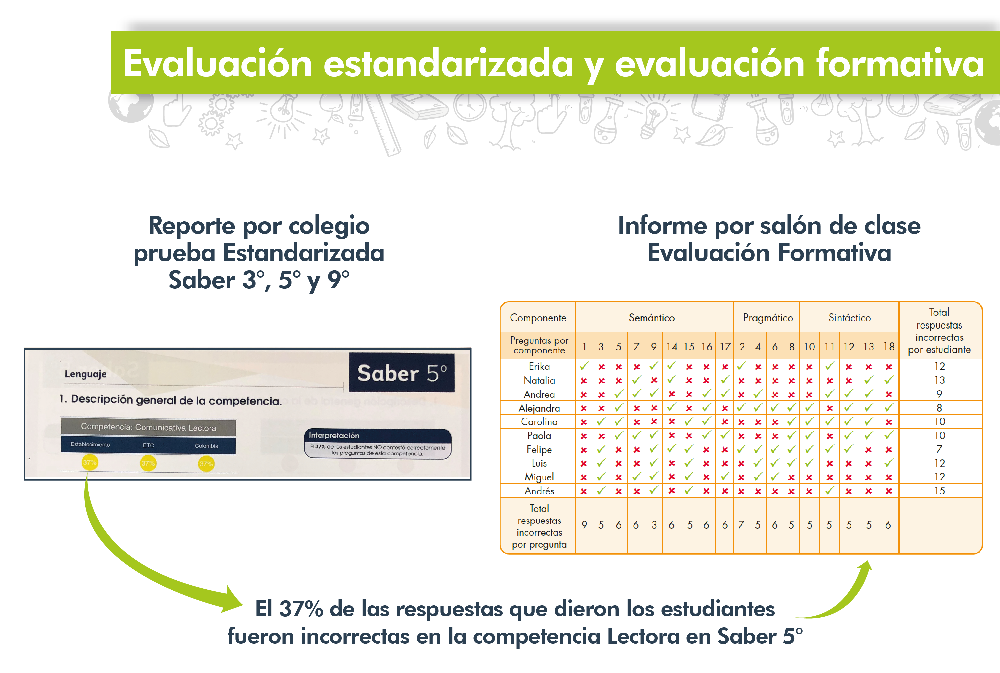 Evaluación estandarizada y evaluación formativa
Reporte por colegio
prueba Estandarizada
Saber 3°, 5° y 9°
Lenguaje
Saber 5º
1. Descripción general de la competencia.
Competencia: Comunicativa Lectora
Establecimiento ETC Colombia
37% 37% 37%
Interpretación
El 37% de los estudiantes NO contestó correctamente
las preguntas de esta competencia.
Informe por salón de clase
Evaluación Formativa
Componente Semántico Pragmático Sintáctico Total
respuestas
incorrectas
por estudiante
Preguntas por
componente 1 3 5 7 9 14 15 16 17 2 4 6 8 10 11 12 13 18
Erika ✓ ✗ ✗ ✗ ✓ ✓ ✗ ✗ ✗ ✓ ✗ ✗ ✗ ✗ ✓ ✗ ✗ ✗ 12
Natalia ✗ ✗ ✗ ✓ ✗ ✓ ✗ ✗ ✓ ✗ ✗ ✗ ✗ ✗ ✗ ✗ ✓ ✓ 13
Andrea ✗ ✗ ✓ ✓ ✓ ✗ ✗ ✓ ✓ ✗ ✓ ✗ ✗ ✗ ✓ ✓ ✓ ✗ 9
Alejandra ✗ ✗ ✓ ✗ ✗ ✓ ✗ ✓ ✗ ✓ ✓ ✓ ✓ ✓ ✗ ✓ ✓ ✓ 8
Carolina ✗ ✓ ✓ ✗ ✗ ✗ ✓ ✓ ✗ ✗ ✗ ✗ ✓ ✓ ✓ ✓ ✓ ✗ 10
Paola ✗ ✗ ✓ ✓ ✓ ✗ ✗ ✓ ✓ ✗ ✗ ✗ ✓ ✓ ✗ ✓ ✓ ✓ 10
Felipe ✗ ✓ ✗ ✗ ✓ ✓ ✓ ✗ ✗ ✓ ✓ ✓ ✓ ✓ ✓ ✓ ✗ ✗ 7
Luis ✗ ✓ ✗ ✗ ✓ ✗ ✓ ✗ ✗ ✗ ✓ ✓ ✓ ✓ ✗ ✗ ✗ ✓ 12
Miguel ✗ ✓ ✗ ✓ ✓ ✗ ✓ ✗ ✓ ✗ ✓ ✓ ✗ ✗ ✗ ✗ ✗ ✗ 12
Andrés ✗ ✓ ✗ ✗ ✓ ✗ ✓ ✗ ✗ ✗ ✗ ✗ ✗ ✗ ✓ ✗ ✗ ✗ 15
Total
respuestas
incorrectas
por pregunta 9 5 6 6 3 6 5 6 6 7 5 6 5 5 5 5 5 6
El 37% de las respuestas que dieron los estudiantes
fueron incorrectas en la competencia Lectora en Saber 5°